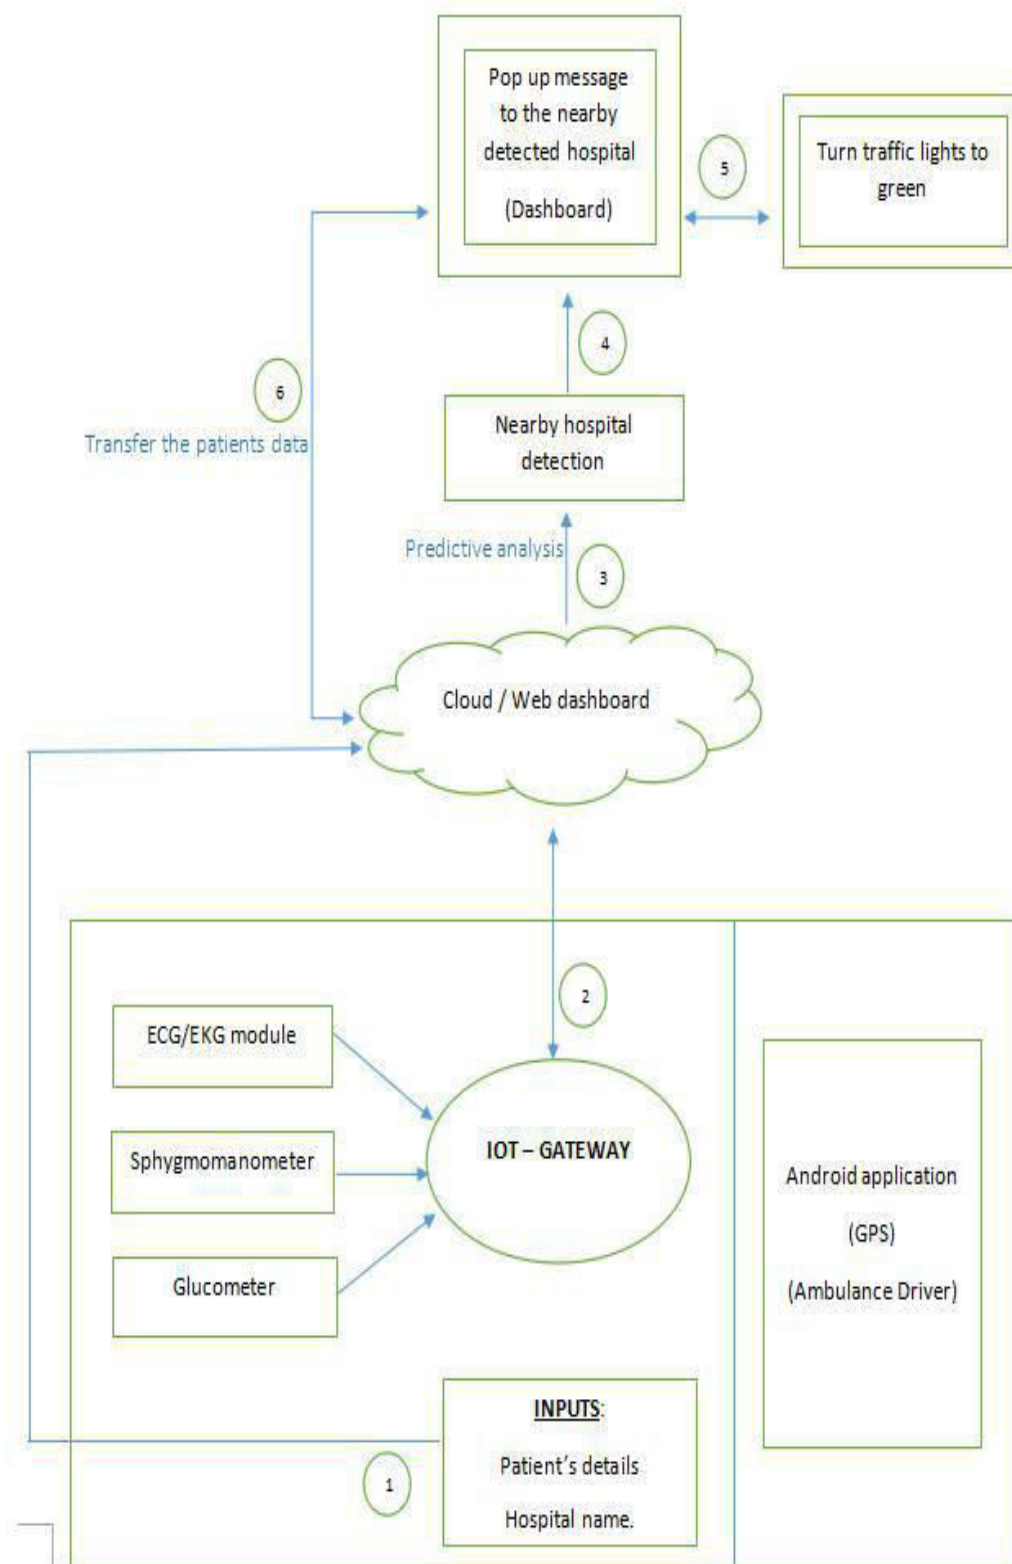 Pop up message
to the nearby
detected hospital
(Dashboard)
5
Turn traffic lights to
green
4
6
Transfer the patients data
Nearby hospital
detection
Predictive analysis
3
Cloud / Web dashboard
2
ECG/EKG module
Sphygmomanometer
Glucometer
IOT – GATEWAY
Android application
(GPS)
(Ambulance Driver)
INPUTS:
Patient’s details
Hospital name.
1